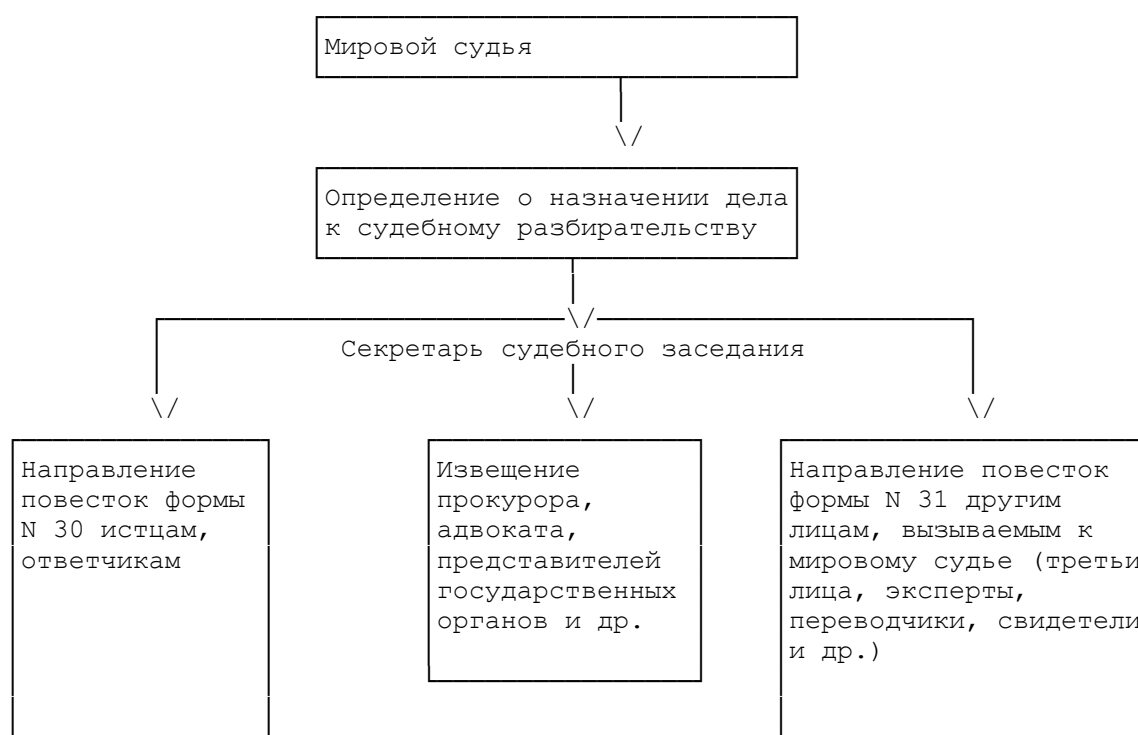 Мировой судья
Определение о назначении дела
к судебному разбирательству
Секретарь судебного заседания
Направление
повесток формы
N 30 истцам,
ответчикам
Извещение
прокурора,
адвоката,
представителей
государственных
органов и др.
Направление повесток
формы N 31 другим
лицам, вызываемым к
мировому судье (третьи
лица, эксперты,
переводчики, свидетели
и др.)